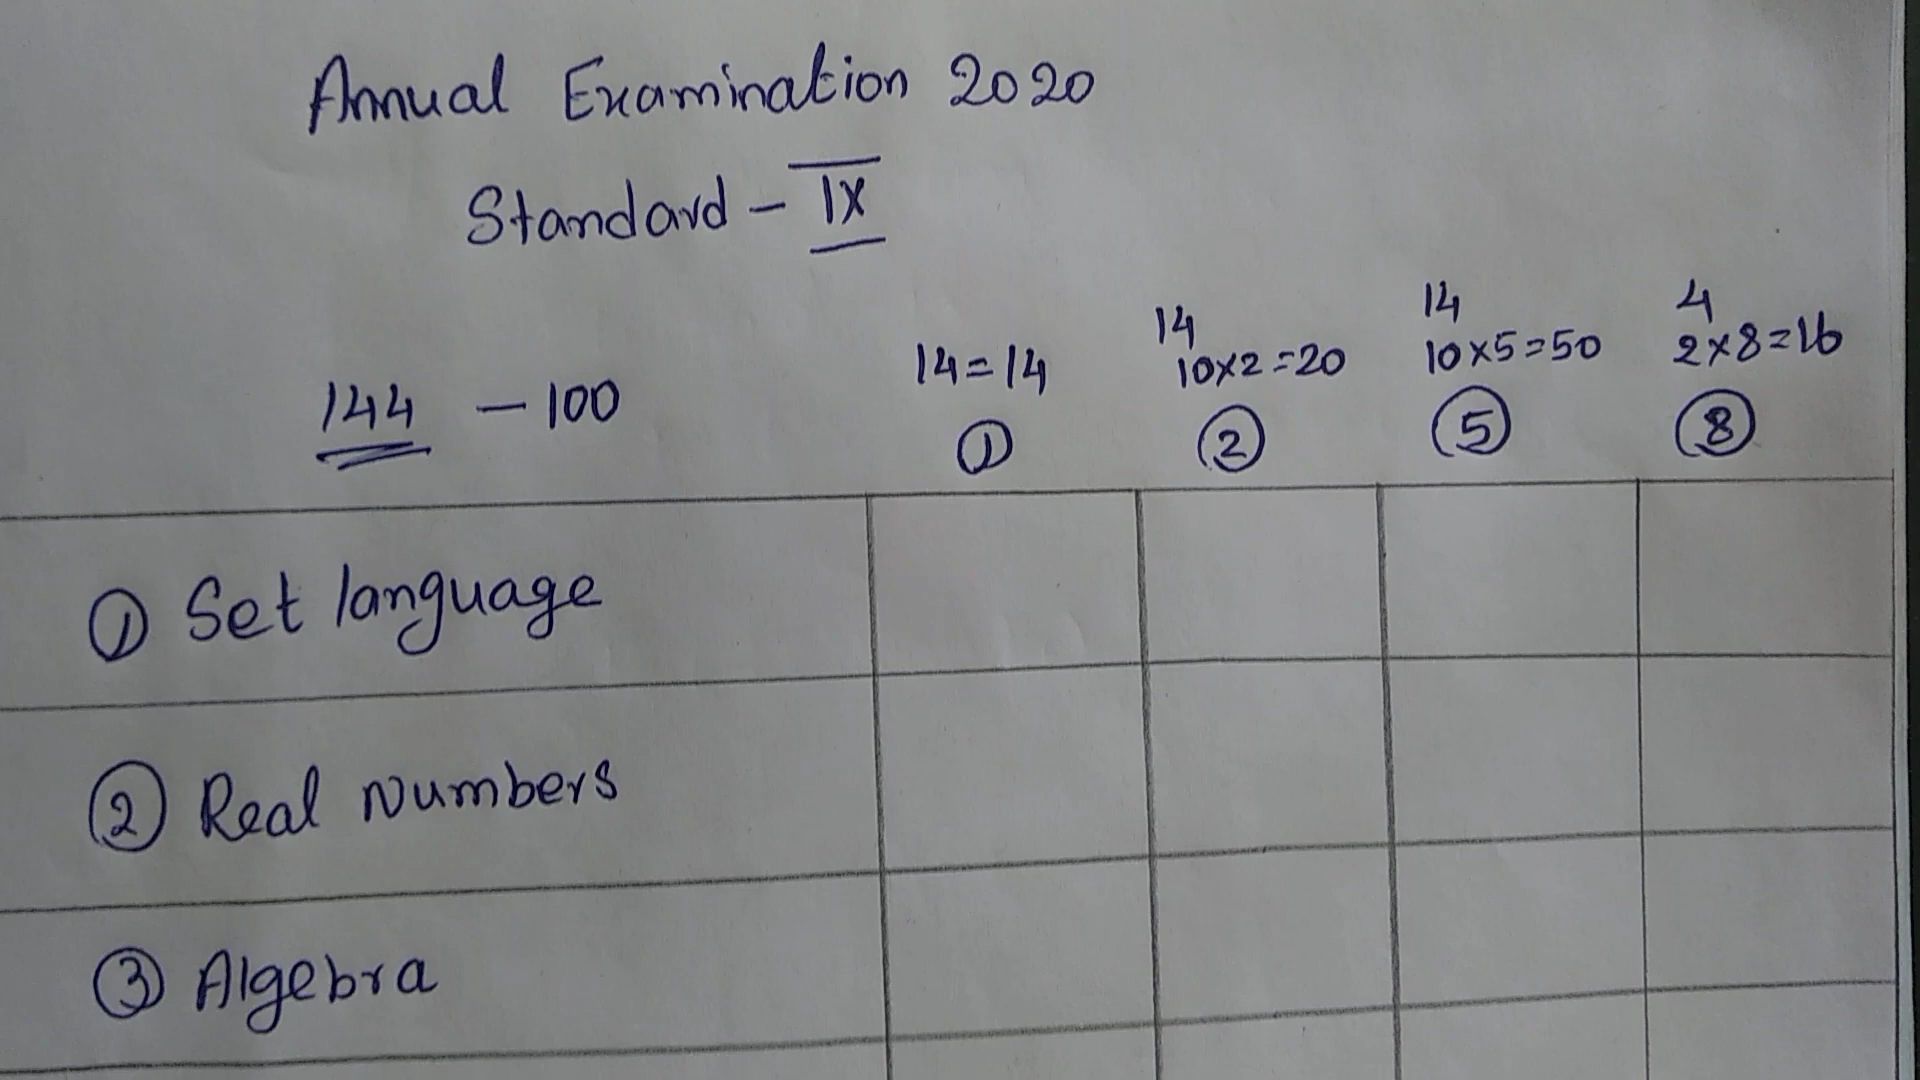 Annual Examination 2020
Standard - IX
144 - 100
14=14
14
10x2=20
14
10x5=50
4
2x8=16
1 2 5 8
1 Set language
2 Real Numbers
3 Algebra